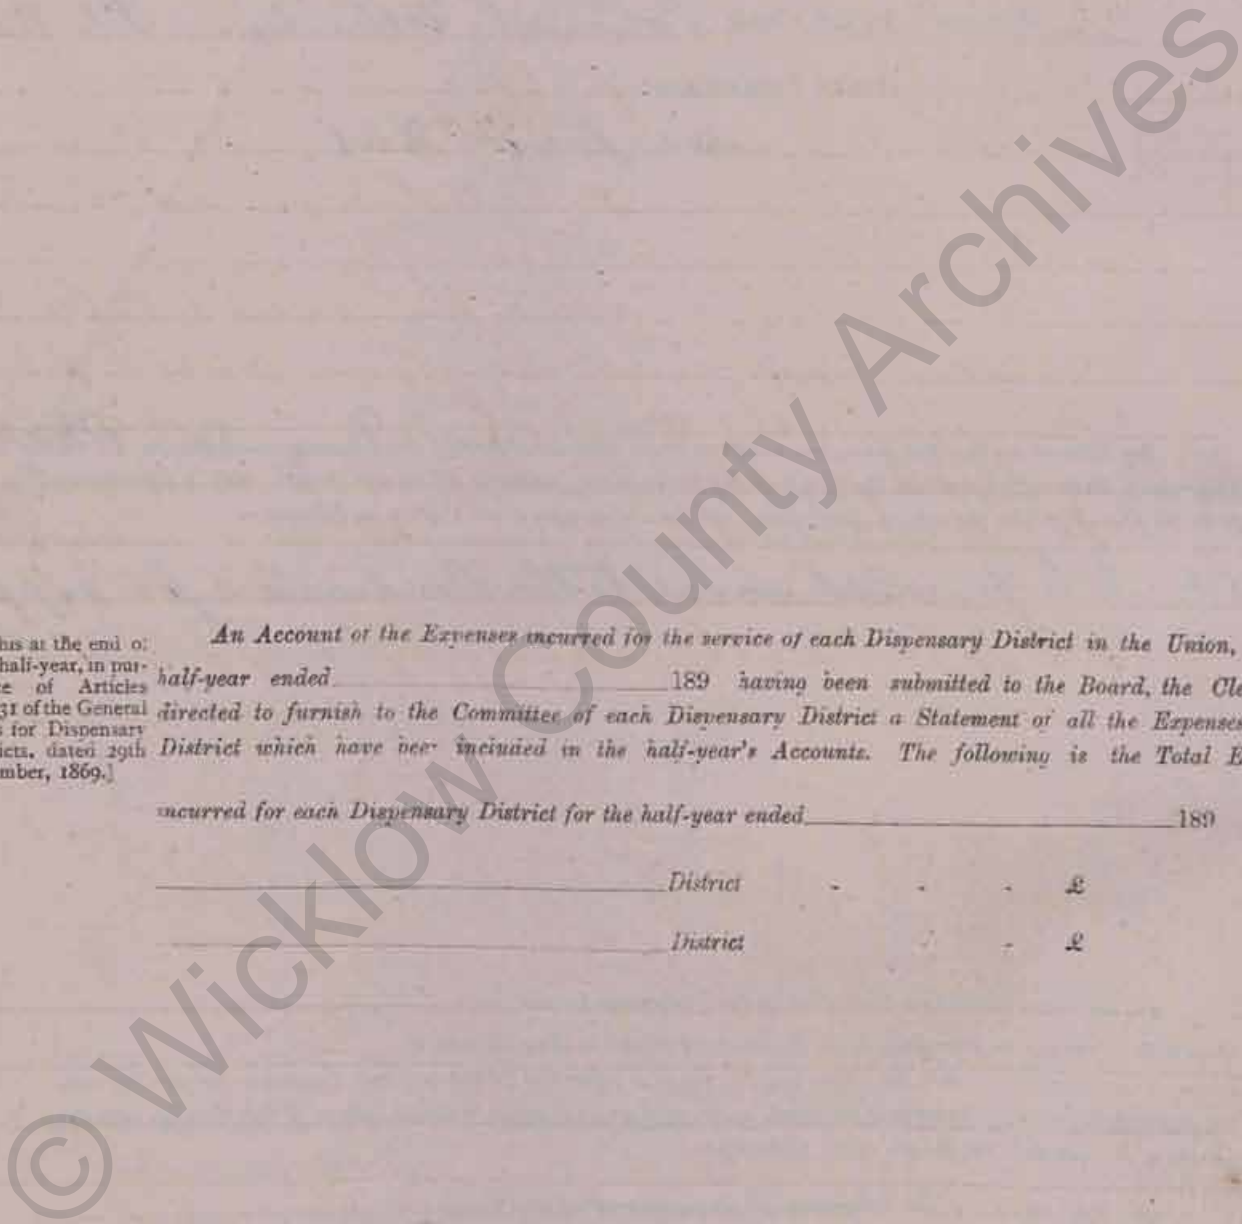 his at the end of
half-year, in pur-
ce of Articles
31 of the General
s for Dispensary
icts, dated 29th
mber, 1869.]
An Account of the Expenses incurred for the service of each Dispensary District in the Union,
half-year ended 189 having been submitted to the Board, the Cle
directed to furnish to the Committee of each Dispensary District a Statement of all the Expenses
District which have been included in the half-year's Accounts. The following is the Total E
incurred for each Dispensary District for the half-year ended 189
District - - - £
District - £
© Wicklow County Archives